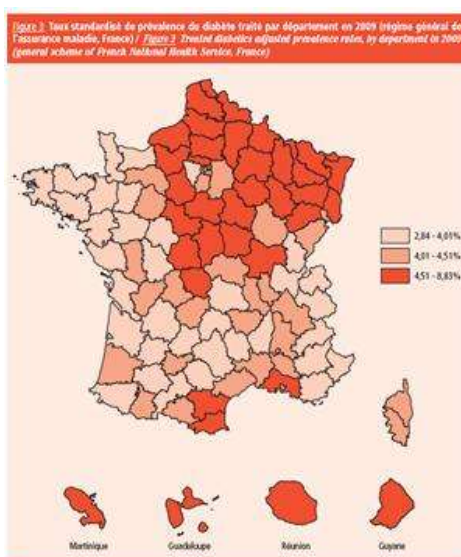 Figure 3 Taux standardisé de prévalence du diabète traité par département en 2009 (régime général de
l'assurance maladie, France) / Figure 3 Treated diabetics adjusted prevalence rates, by department in 2009
(general scheme of French National Health Service, France)
2,84 - 4,01%
4,01 - 4,51%
4,51 - 8,83%
Martinique
Guadeloupe
Réunion
Guyane